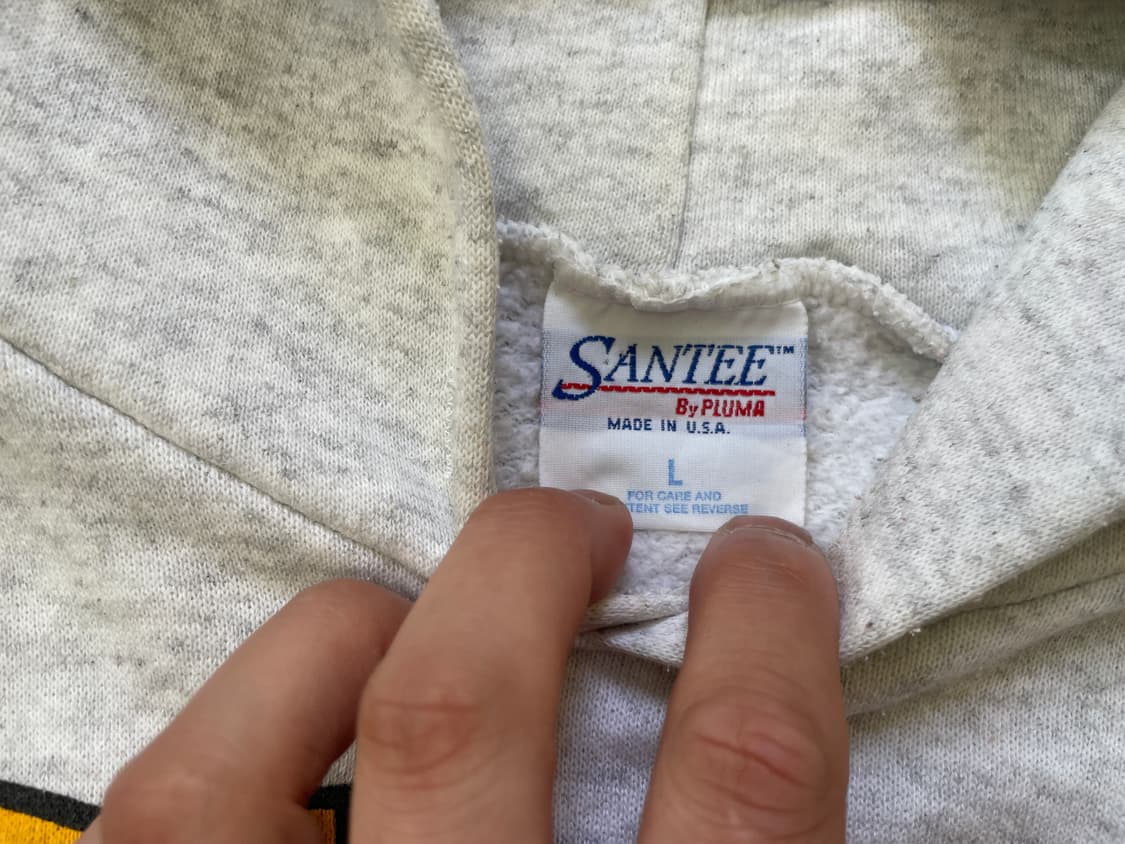 SANTEE™
By PLUMA
MADE IN U.S.A.
L
FOR CARE AND
SEE REVERSE